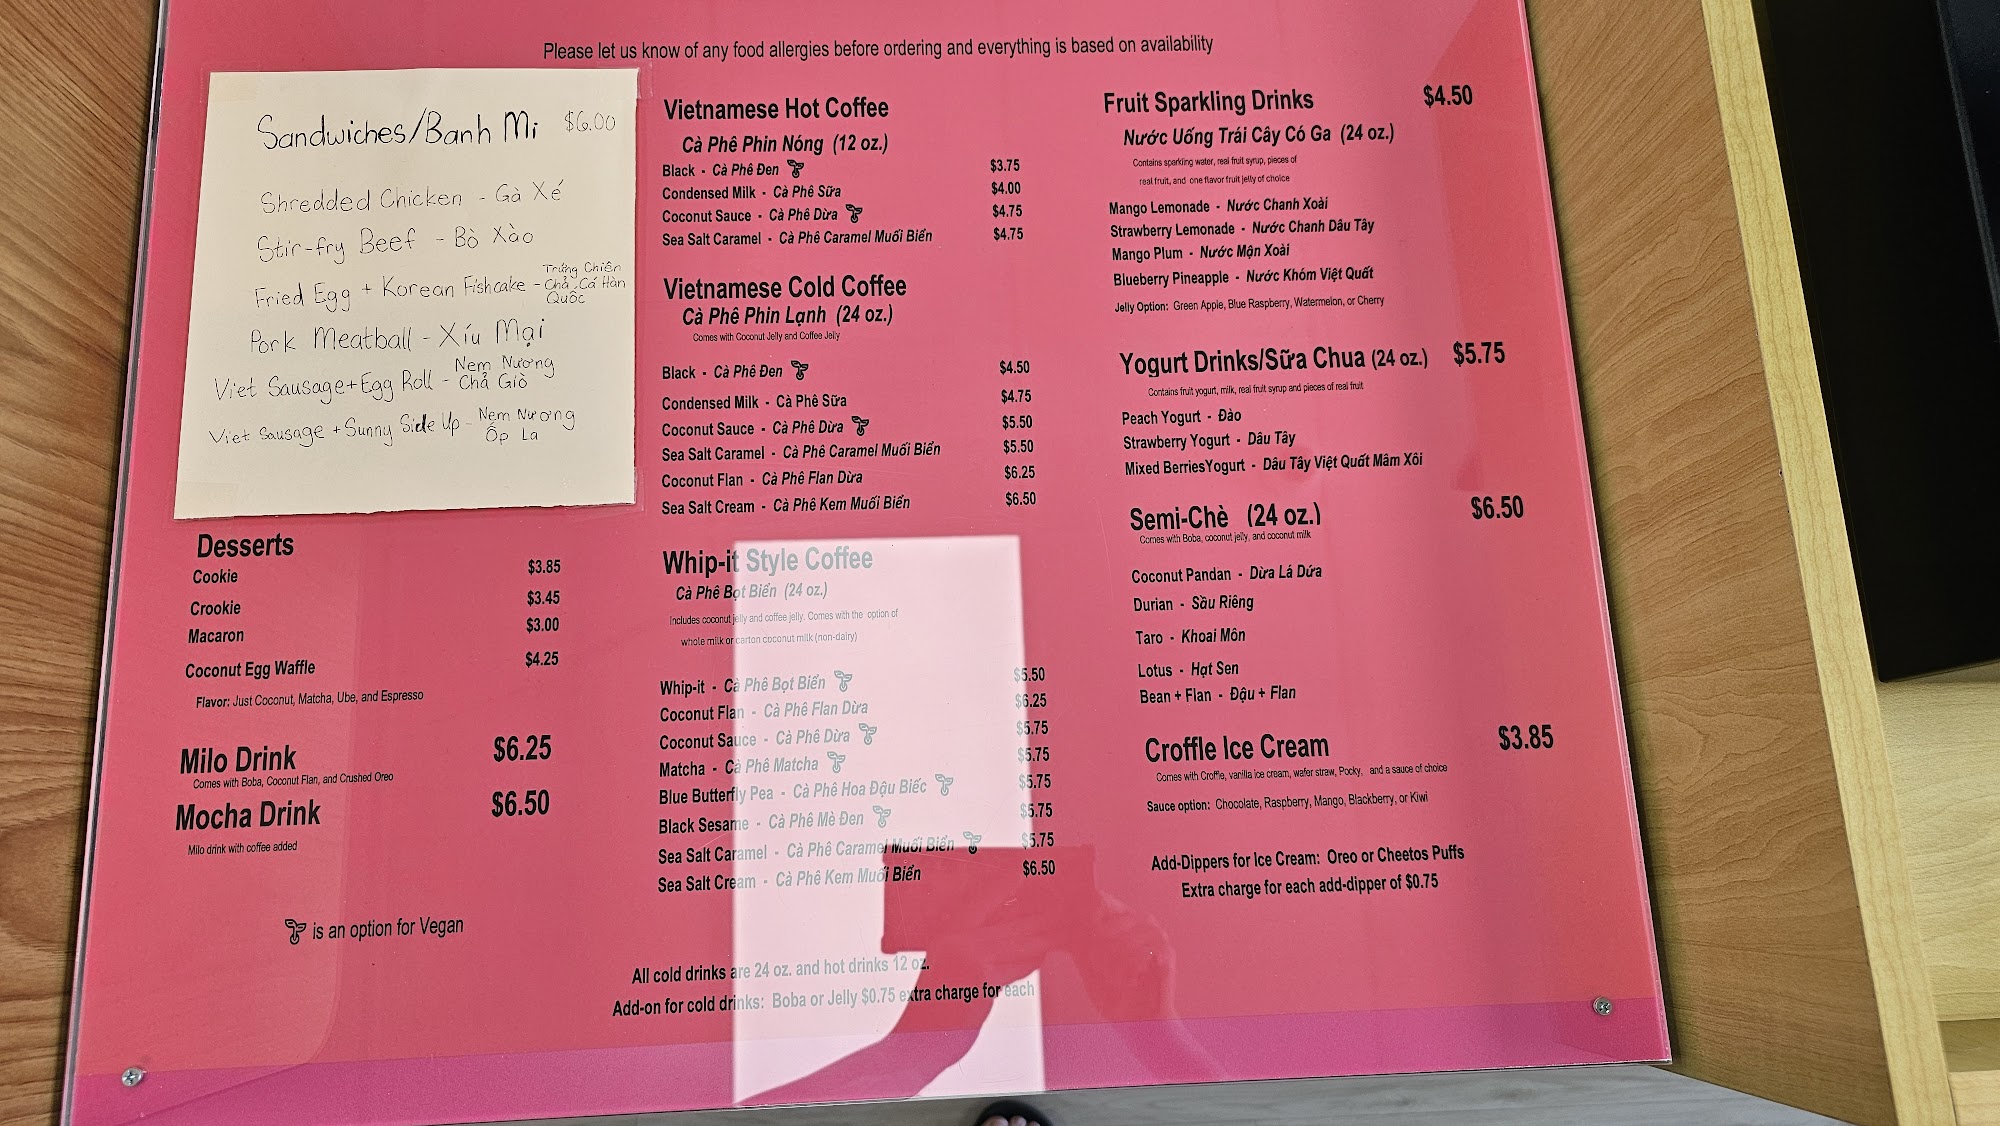 Please let us know of any food allergies before ordering and everything is based on availability
Sandwiches/Banh Mi $6.00
Shredded Chicken - Gà Xé
Stir-fry Beef - Bò Xào
Fried Egg + Korean Fishcake - Trứng Chiên Chả Cá Hàn Quốc
Pork Meatball - Xíu Mại
Viet Sausage+Egg Roll - Nem Nương Chả Giò
Viet Sausage + Sunny Side Up - Nem Nương Ốp La
Desserts
Cookie $3.85
Crookie $3.45
Macaron $3.00
Coconut Egg Waffle $4.25
Flavor: Just Coconut, Matcha, Ube, and Espresso
Milo Drink $6.25
Comes with Boba, Coconut Flan, and Crushed Oreo
Mocha Drink $6.50
Milo drink with coffee added
is an option for Vegan
Vietnamese Hot Coffee
Cà Phê Phin Nóng (12 oz.)
Black - Cà Phê Đen $3.75
Condensed Milk - Cà Phê Sữa $4.00
Coconut Sauce - Cà Phê Dừa $4.75
Sea Salt Caramel - Cà Phê Caramel Muối Biển $4.75
Vietnamese Cold Coffee
Cà Phê Phin Lạnh (24 oz.)
Comes with Coconut Jelly and Coffee Jelly
Black - Cà Phê Đen $4.50
Condensed Milk - Cà Phê Sữa $4.75
Coconut Sauce - Cà Phê Dừa $5.50
Sea Salt Caramel - Cà Phê Caramel Muối Biển $5.50
Coconut Flan - Cà Phê Flan Dừa $6.25
Sea Salt Cream - Cà Phê Kem Muối Biển $6.50
Whip-it Style Coffee
Cà Phê Bọt Biển (24 oz.)
Includes coconut jelly and coffee jelly. Comes with the option of
whole milk or carton coconut milk (non-dairy)
Whip-it - Cà Phê Bọt Biển $5.50
Coconut Flan - Cà Phê Flan Dừa $6.25
Coconut Sauce - Cà Phê Dừa $5.75
Matcha - Cà Phê Matcha $5.75
Blue Butterfly Pea - Cà Phê Hoa Đậu Biếc $5.75
Black Sesame - Cà Phê Mè Đen $5.75
Sea Salt Caramel - Cà Phê Caramel Muối Biển $5.75
Sea Salt Cream - Cà Phê Kem Muối Biển $6.50
All cold drinks are 24 oz. and hot drinks 12 oz.
Add-on for cold drinks: Boba or Jelly $0.75 extra charge for each
Fruit Sparkling Drinks $4.50
Nước Uống Trái Cây Có Ga (24 oz.)
Contains sparkling water, real fruit syrup, pieces of
real fruit, and one flavor fruit jelly of choice
Mango Lemonade - Nước Chanh Xoài
Strawberry Lemonade - Nước Chanh Dâu Tây
Mango Plum - Nước Mận Xoài
Blueberry Pineapple - Nước Khóm Việt Quất
Jelly Option: Green Apple, Blue Raspberry, Watermelon, or Cherry
Yogurt Drinks/Sữa Chua (24 oz.) $5.75
Contains fruit yogurt, milk, real fruit syrup and pieces of real fruit
Peach Yogurt - Đào
Strawberry Yogurt - Dâu Tây
Mixed BerriesYogurt - Dâu Tây Việt Quất Mâm Xôi
Semi-Chè (24 oz.) $6.50
Comes with Boba, coconut jelly, and coconut milk
Coconut Pandan - Dừa Lá Dứa
Durian - Sầu Riêng
Taro - Khoai Môn
Lotus - Hạt Sen
Bean + Flan - Đậu + Flan
Croffle Ice Cream $3.85
Comes with Croffle, vanilla ice cream, wafer straw, Pocky, and a sauce of choice
Sauce option: Chocolate, Raspberry, Mango, Blackberry, or Kiwi
Add-Dippers for Ice Cream: Oreo or Cheetos Puffs
Extra charge for each add-dipper of $0.75